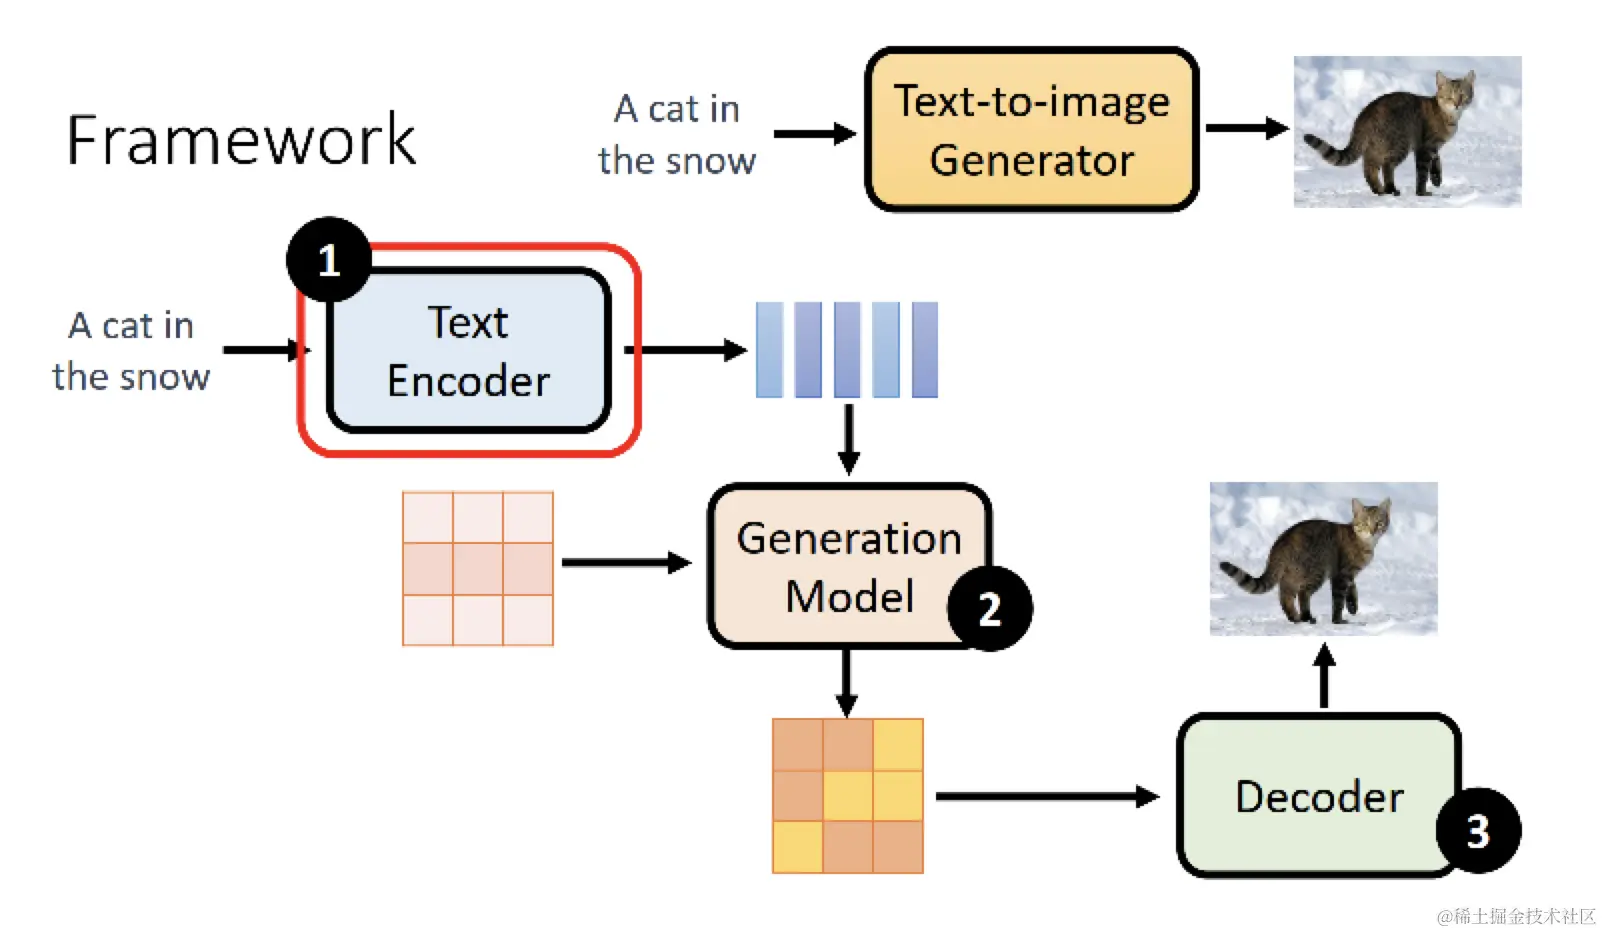 Framework
A cat in
the snow
Text-to-image
Generator
1
A cat in
the snow
Text
Encoder
Generation
Model
2
Decoder
3
@稀土掘金技术社区